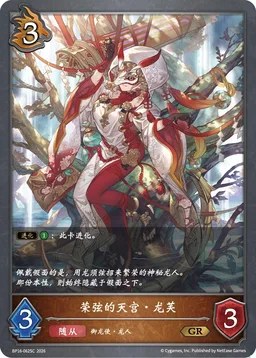 3
进化 1 ：此卡进化。
佩戴假面的是，用龙须弦招来繁荣的神秘龙人。
即份本性，则始终隐藏于假面之下。
荣弦的天宫·龙芙
3
随从
御龙使·龙人
GR
3
BP16-062SC 2026
© Cygames, Inc. Published by NetEase Games